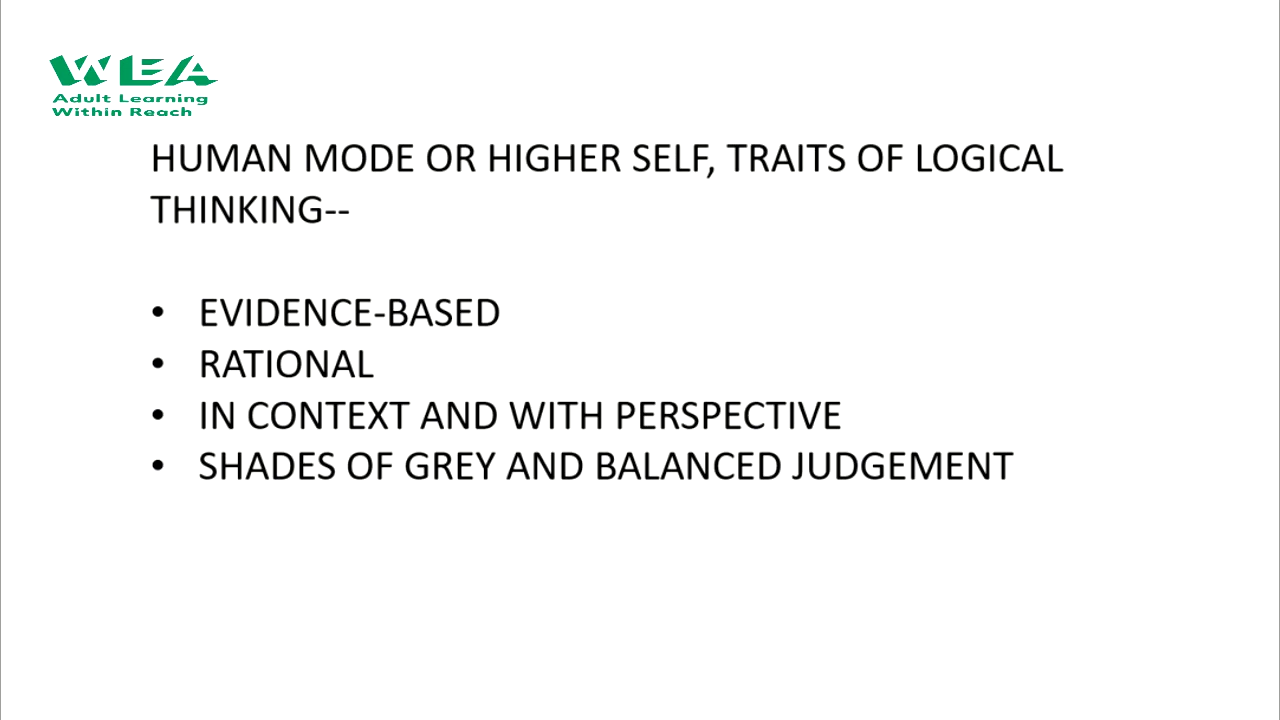 WEA
Adult Learning
Within Reach
HUMAN MODE OR HIGHER SELF, TRAITS OF LOGICAL
THINKING--
• EVIDENCE-BASED
• RATIONAL
• IN CONTEXT AND WITH PERSPECTIVE
• SHADES OF GREY AND BALANCED JUDGEMENT